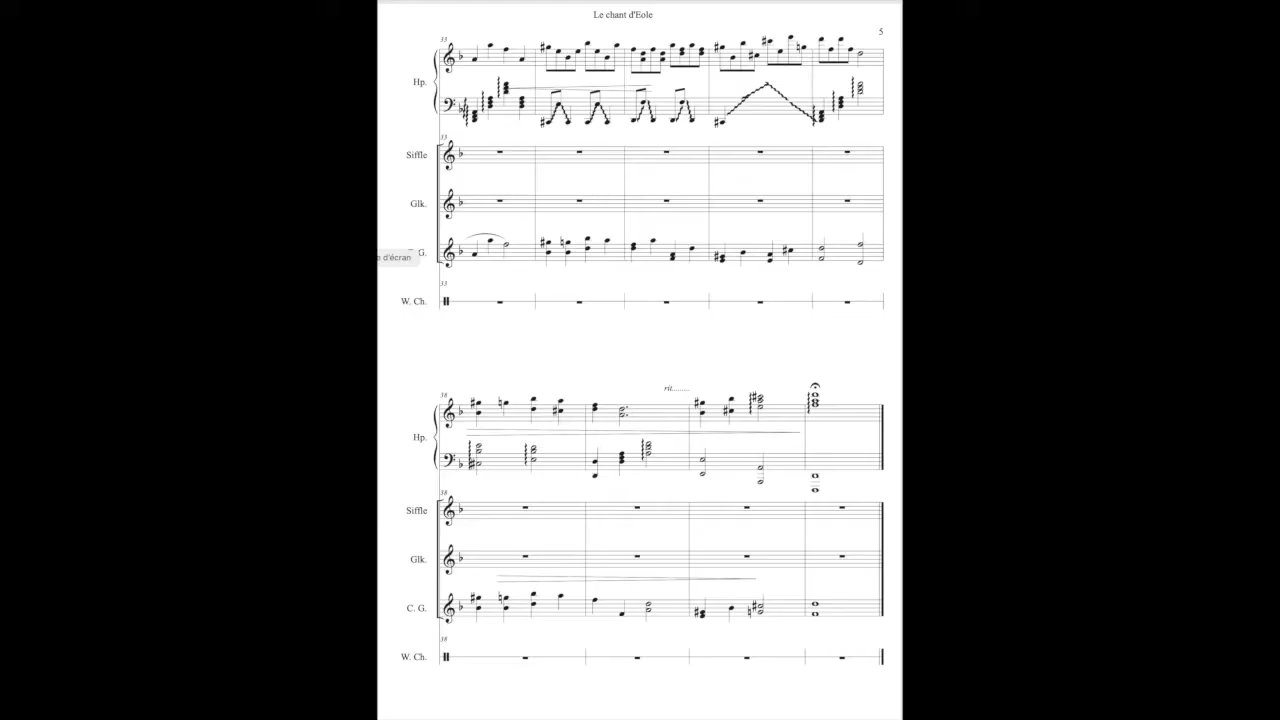 Le chant d'Eole
5
33
Hp.
33
Siffle
Glk.
G.
e d'écran
33
W. Ch.
rit.........
38
Hp.
38
Siffle
Glk.
C. G.
38
W. Ch.